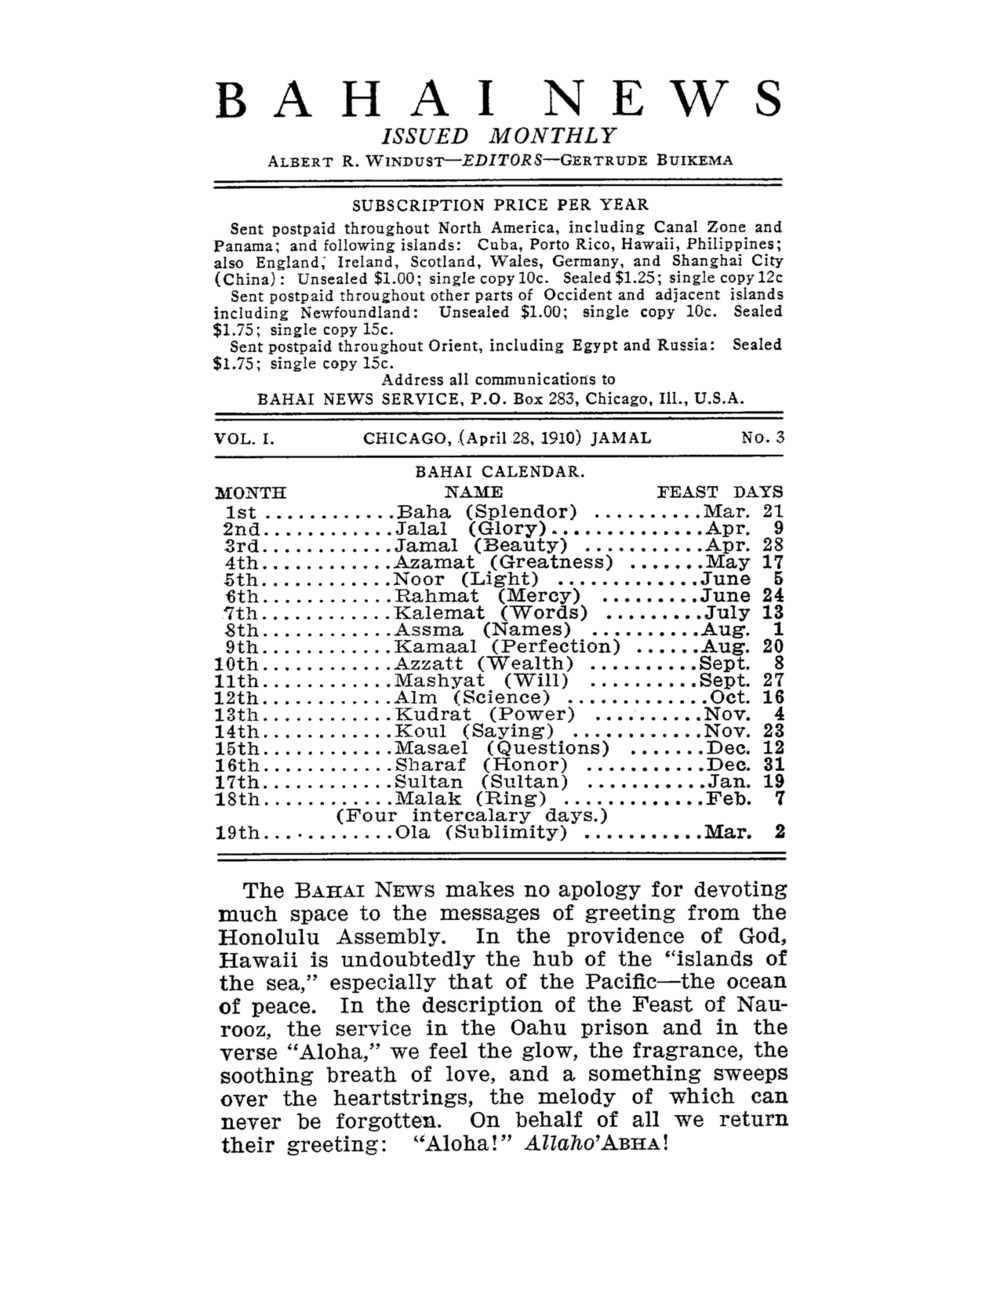 BAHAI NEWS
ISSUED MONTHLY
ALBERT R. WINDUST—EDITORS—GERTRUDE BUIKEMA
SUBSCRIPTION PRICE PER YEAR
Sent postpaid throughout North America, including Canal Zone and
Panama; and following islands: Cuba, Porto Rico, Hawaii, Philippines;
also England, Ireland, Scotland, Wales, Germany, and Shanghai City
(China): Unsealed $1.00; single copy 10c. Sealed $1.25; single copy 12c
Sent postpaid throughout other parts of Occident and adjacent islands
including Newfoundland: Unsealed $1.00; single copy 10c. Sealed
$1.75; single copy 15c.
Sent postpaid throughout Orient, including Egypt and Russia: Sealed
$1.75; single copy 15c.
Address all communications to
BAHAI NEWS SERVICE, P.O. Box 283, Chicago, Ill., U.S.A.
VOL. I. CHICAGO, (April 28, 1910) JAMAL No. 3
BAHAI CALENDAR.
MONTH NAME FEAST DAYS
1st ............Baha (Splendor) ..........Mar. 21
2nd............Jalal (Glory)..............Apr. 9
3rd............Jamal (Beauty) ...........Apr. 28
4th............Azamat (Greatness) .......May 17
5th............Noor (Light) .............June 5
6th............Rahmat (Mercy) .........June 24
7th............Kalemat (Words) .........July 13
8th............Assma (Names) ..........Aug. 1
9th............Kamaal (Perfection) ......Aug. 20
10th............Azzatt (Wealth) ..........Sept. 8
11th............Mashyat (Will) ..........Sept. 27
12th............Alm (Science) .............Oct. 16
13th............Kudrat (Power) ..........Nov. 4
14th............Koul (Saying) ............Nov. 23
15th............Masael (Questions) .......Dec. 12
16th............Sharaf (Honor) ...........Dec. 31
17th............Sultan (Sultan) ...........Jan. 19
18th............Malak (Ring) .............Feb. 7
(Four intercalary days.)
19th............Ola (Sublimity) ...........Mar. 2
The BAHAI NEWS makes no apology for devoting
much space to the messages of greeting from the
Honolulu Assembly. In the providence of God,
Hawaii is undoubtedly the hub of the "islands of
the sea," especially that of the Pacific—the ocean
of peace. In the description of the Feast of Nau-
rooz, the service in the Oahu prison and in the
verse "Aloha," we feel the glow, the fragrance, the
soothing breath of love, and a something sweeps
over the heartstrings, the melody of which can
never be forgotten. On behalf of all we return
their greeting: "Aloha!" Allaho'ABHA!